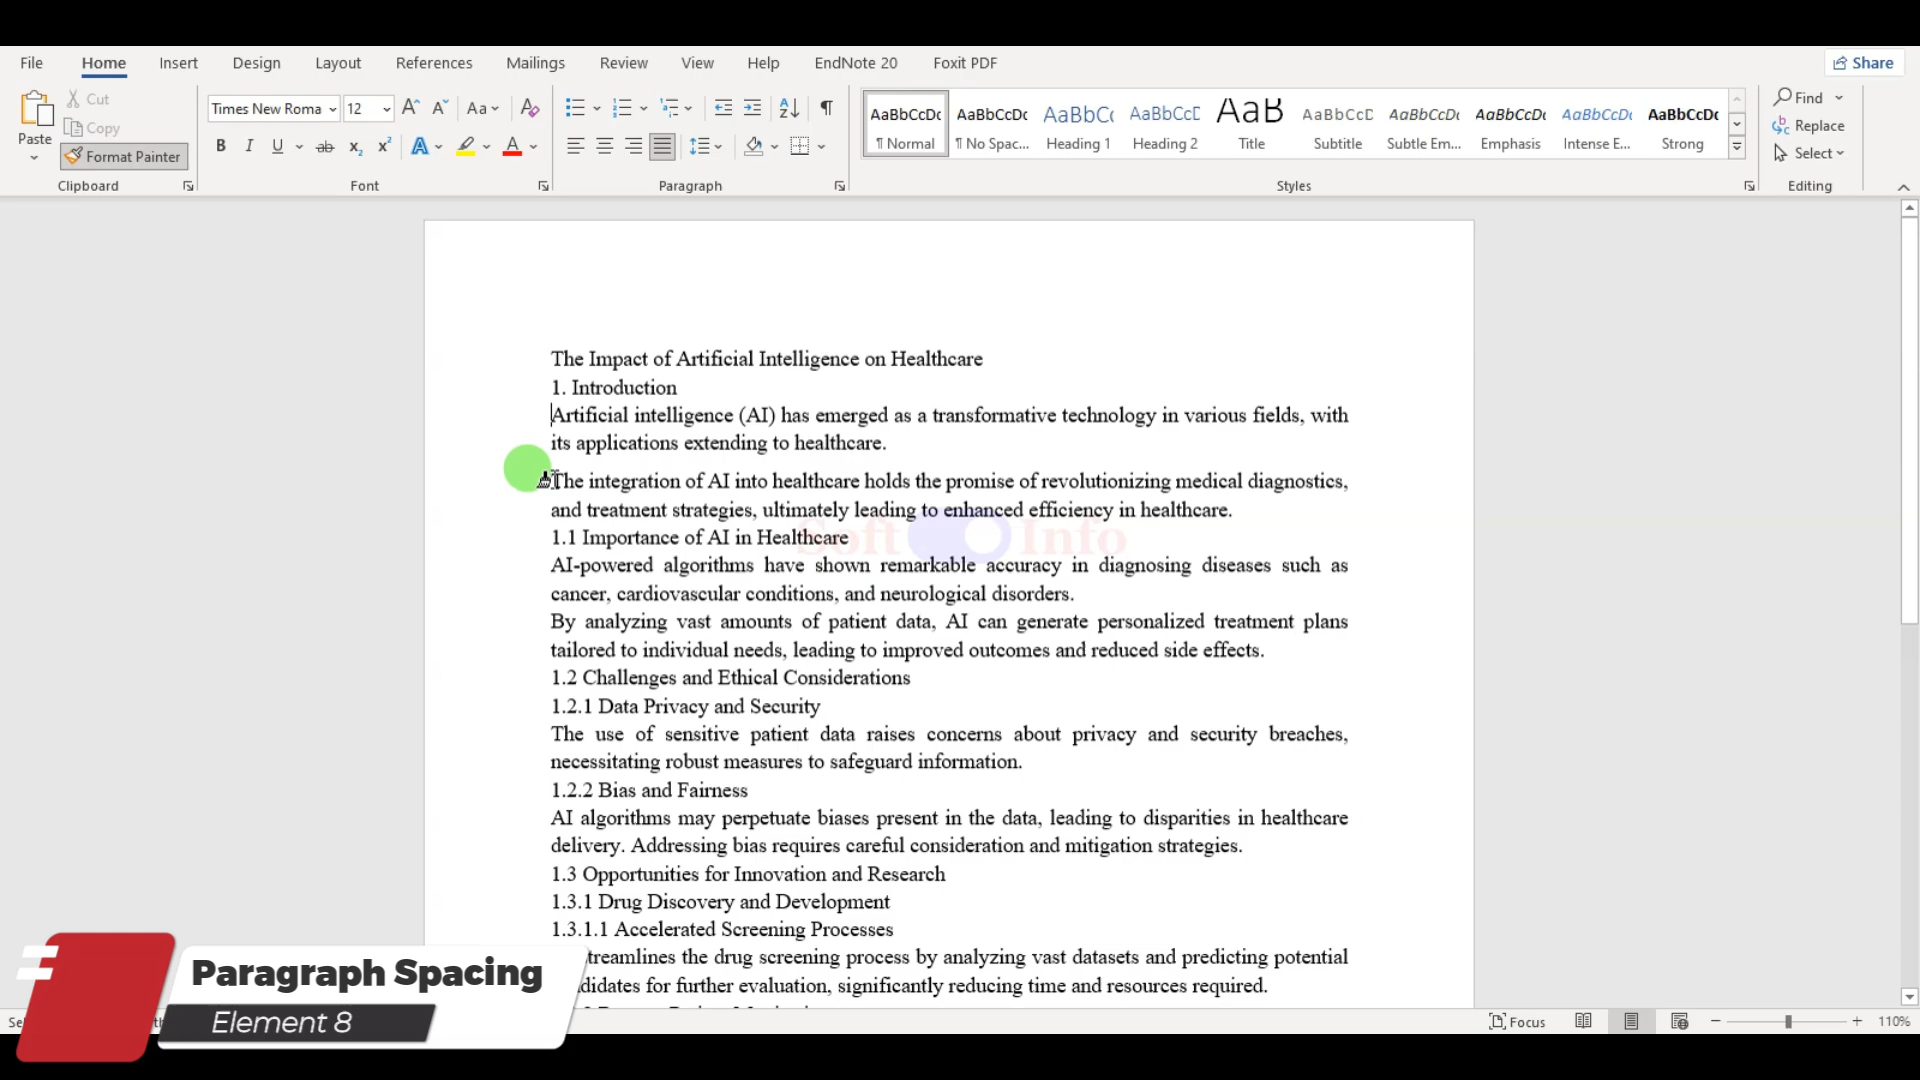 File Home Insert Design Layout References Mailings Review View Help EndNote 20 Foxit PDF Share
Paste
Cut
Copy
Format Painter
Clipboard
Times New Roma 12 Aa
B I U ab x₂ x² A A
Font
Paragraph
AaBbCcDc AaBbCcDc AaBbCc AaBbCcC AaB AaBbCcD AaBbCcDc AaBbCcDc AaBbCcDc AaBbCcDc
¶ Normal ¶ No Spac... Heading 1 Heading 2 Title Subtitle Subtle Em... Emphasis Intense E... Strong
Styles
Find
Replace
Select
Editing
The Impact of Artificial Intelligence on Healthcare
1. Introduction
Artificial intelligence (AI) has emerged as a transformative technology in various fields, with
its applications extending to healthcare.
The integration of AI into healthcare holds the promise of revolutionizing medical diagnostics,
and treatment strategies, ultimately leading to enhanced efficiency in healthcare.
Soft Info
1.1 Importance of AI in Healthcare
AI-powered algorithms have shown remarkable accuracy in diagnosing diseases such as
cancer, cardiovascular conditions, and neurological disorders.
By analyzing vast amounts of patient data, AI can generate personalized treatment plans
tailored to individual needs, leading to improved outcomes and reduced side effects.
1.2 Challenges and Ethical Considerations
1.2.1 Data Privacy and Security
The use of sensitive patient data raises concerns about privacy and security breaches,
necessitating robust measures to safeguard information.
1.2.2 Bias and Fairness
AI algorithms may perpetuate biases present in the data, leading to disparities in healthcare
delivery. Addressing bias requires careful consideration and mitigation strategies.
1.3 Opportunities for Innovation and Research
1.3.1 Drug Discovery and Development
1.3.1.1 Accelerated Screening Processes
treamlines the drug screening process by analyzing vast datasets and predicting potential
didates for further evaluation, significantly reducing time and resources required.
Paragraph Spacing
Element 8
Focus 110%